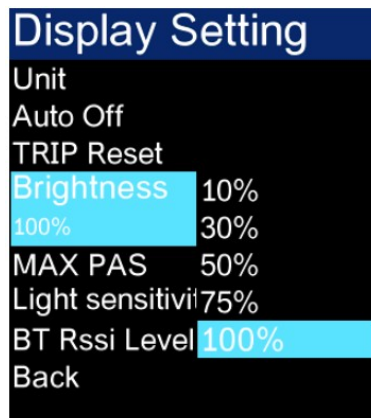 Display Setting
Unit
Auto Off
TRIP Reset
Brightness 10%
100% 30%
MAX PAS 50%
Light sensitivit 75%
BT Rssi Level 100%
Back